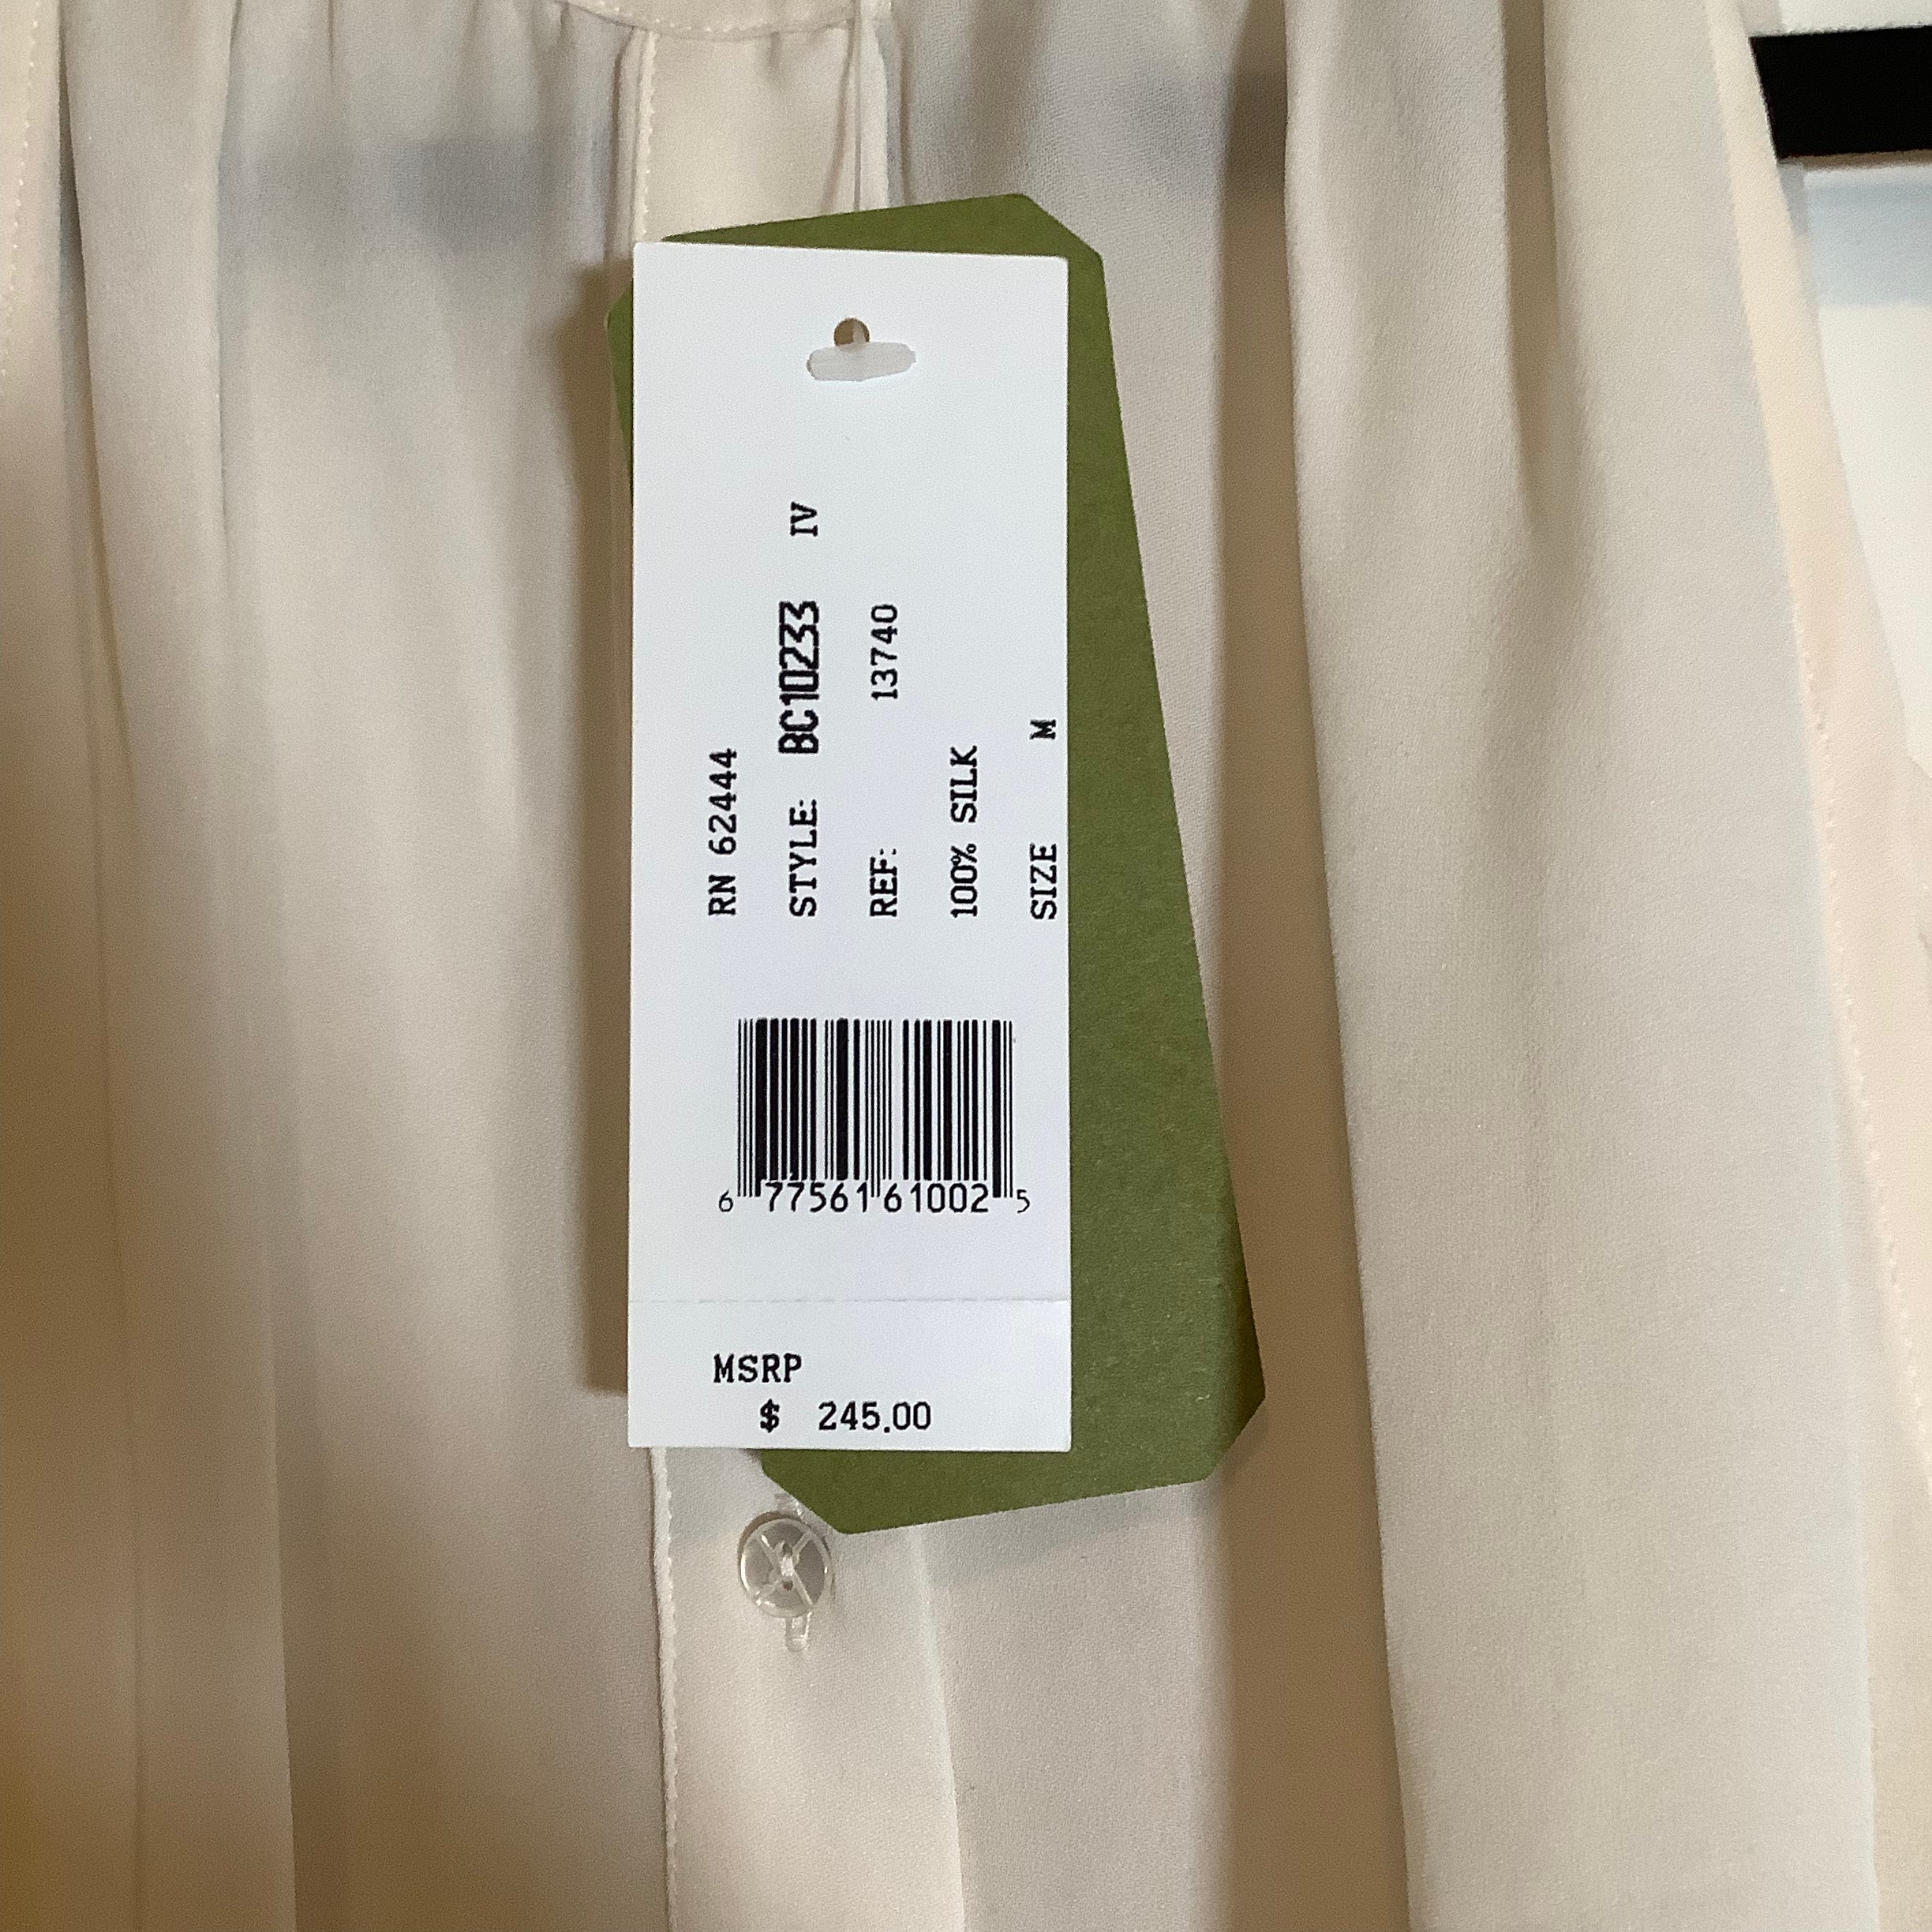 RN 62444
STYLE: BC10233 IV
REF: 13740
100% SILK
SIZE M
6 77561 61002 5
MSRP
$ 245.00